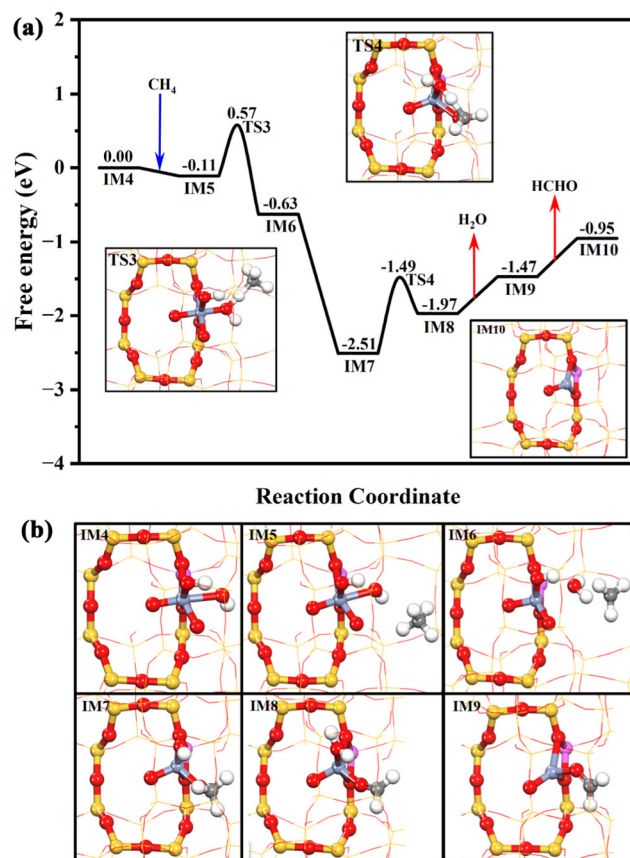 (a)
Free energy (eV)
2
1
0
−1
−2
−3
−4
CH4
0.00
IM4
-0.11
IM5
0.57
TS3
-0.63
IM6
−2.51
IM7
−1.49
TS4
−1.97
IM8
H2O
−1.47
IM9
HCHO
−0.95
IM10
TS4
TS3
IM10
Reaction Coordinate
(b)
IM4
IM5
IM6
IM7
IM8
IM9